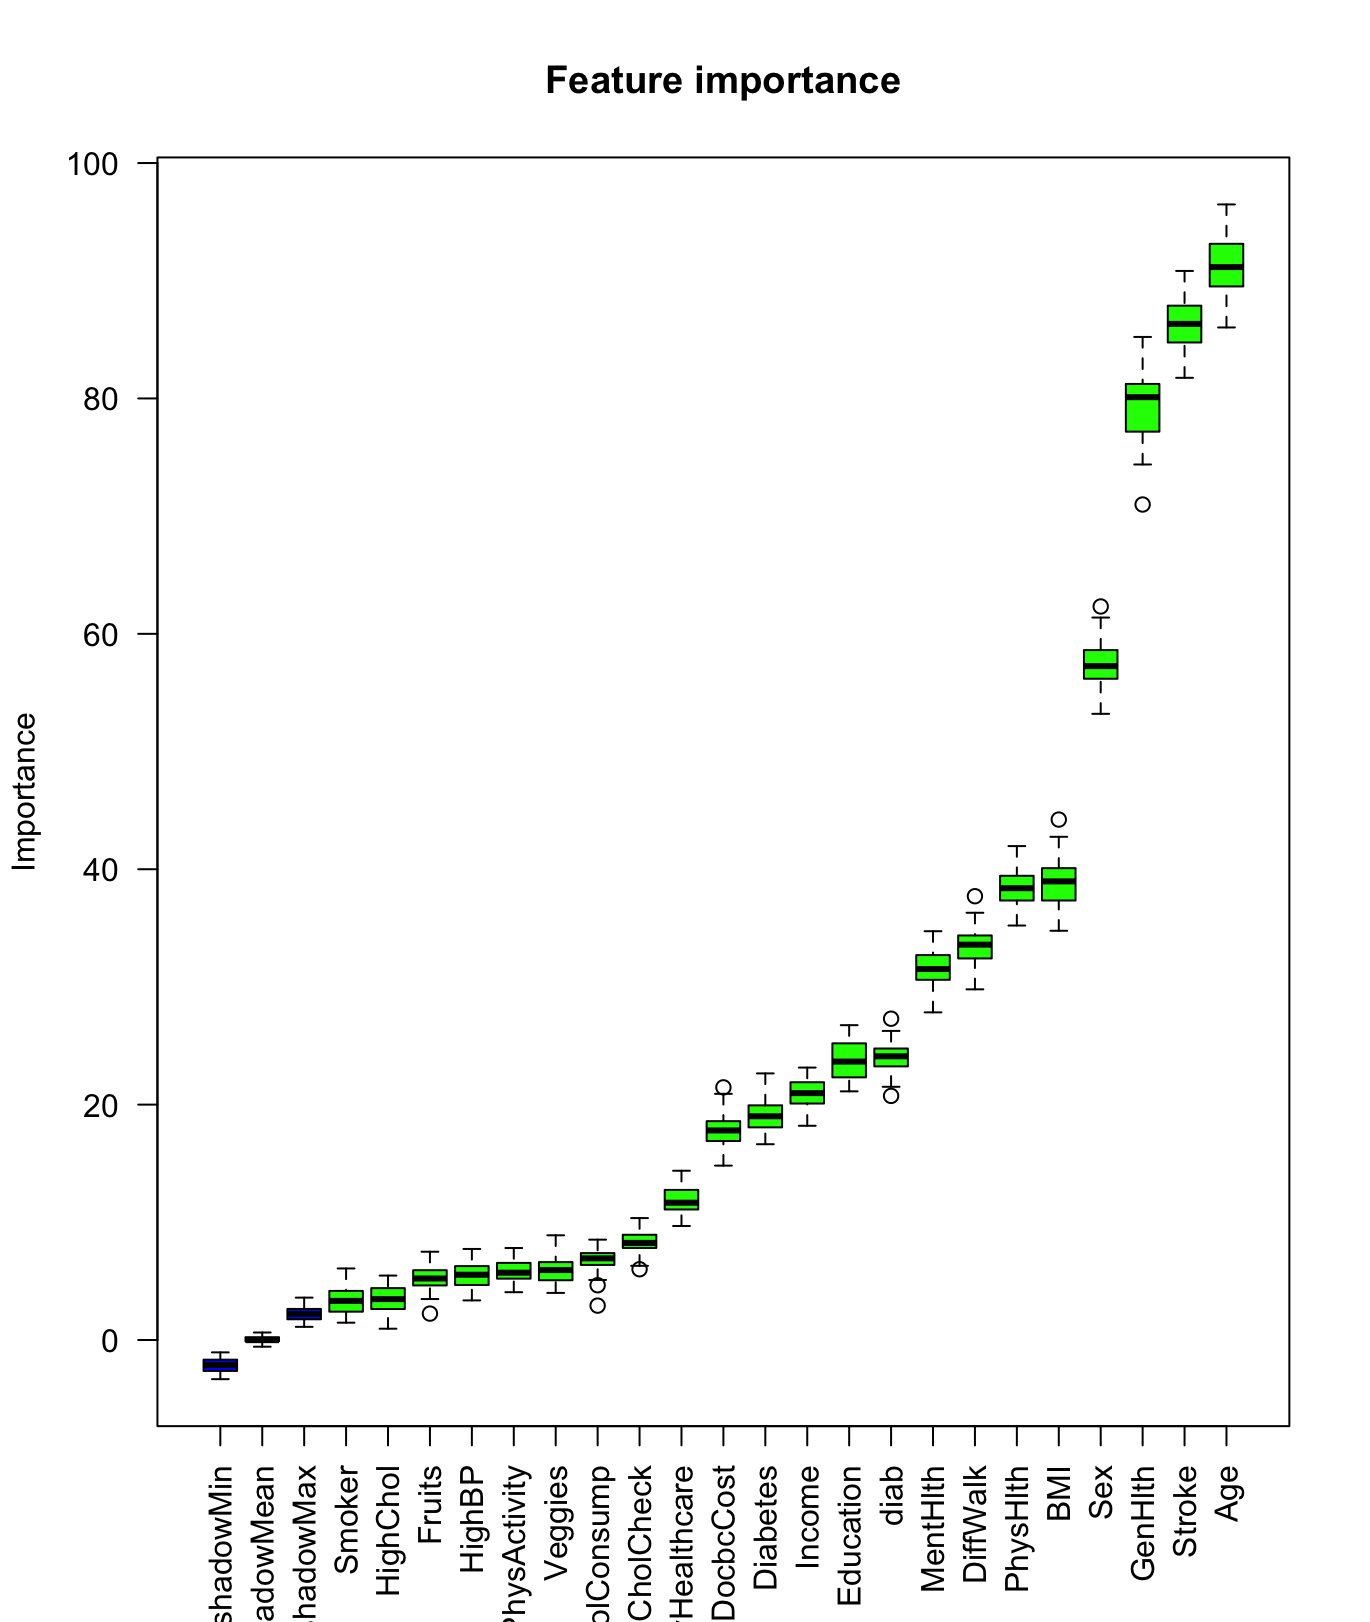 Feature importance
Importance
100
80
60
40
20
0
shadowMin
adowMean
hadowMax
Smoker
HighChol
Fruits
HighBP
PhysActivity
Veggies
olConsump
CholCheck
yHealthcare
DocbcCost
Diabetes
Income
Education
diab
MentHlth
DiffWalk
PhysHlth
BMI
Sex
GenHlth
Stroke
Age